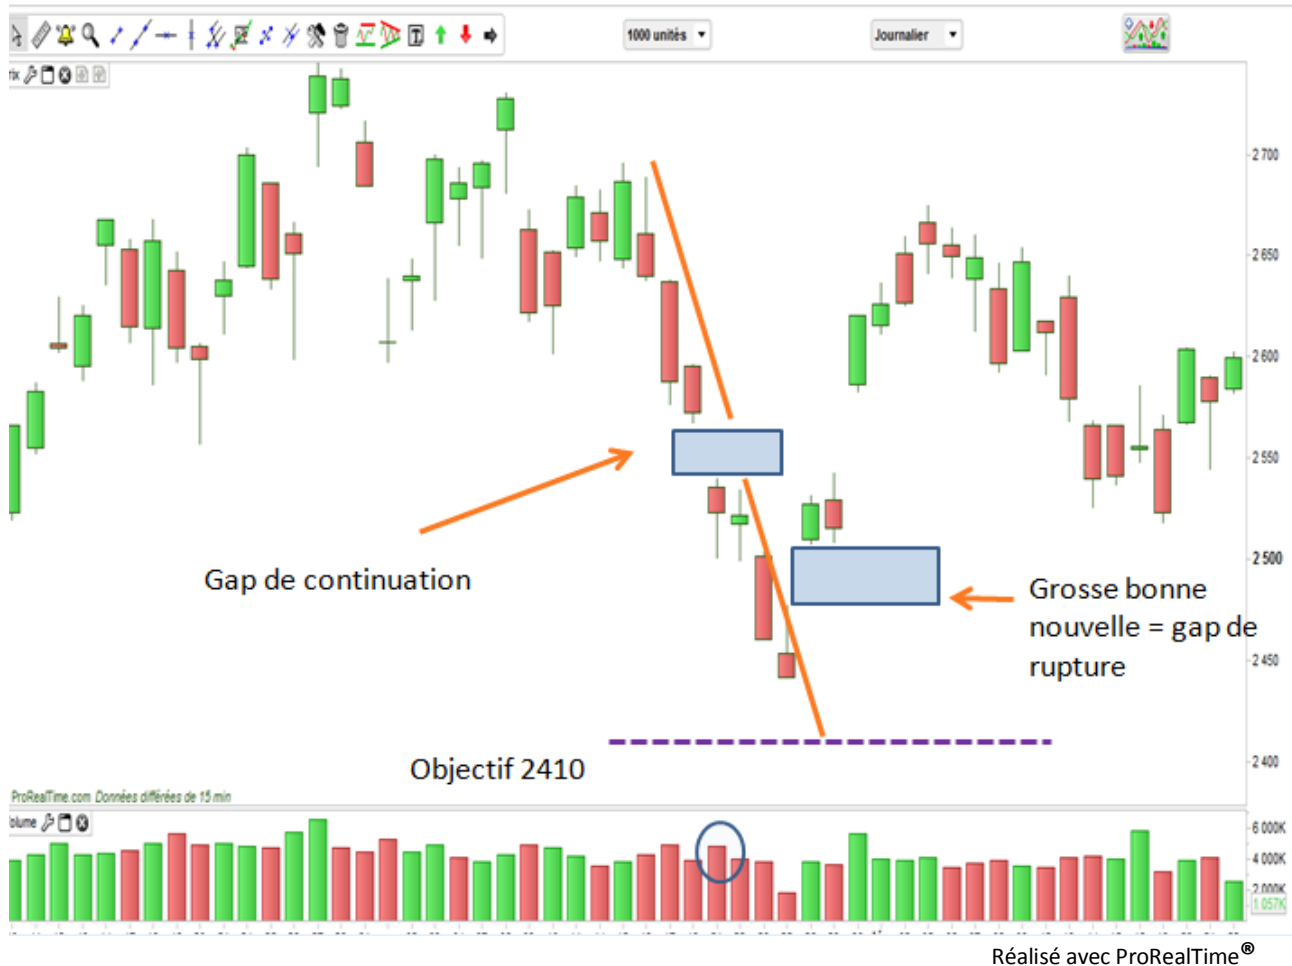 1000 unités
Journalier
rix
2 700
2 650
2 600
2 550
Gap de continuation
2 500
Grosse bonne
nouvelle = gap de
rupture
2 450
Objectif 2410
2 400
ProRealTime.com Données différées de 15 min
olume
6 000K
4 000K
2 000K
1 057K
Réalisé avec ProRealTime®